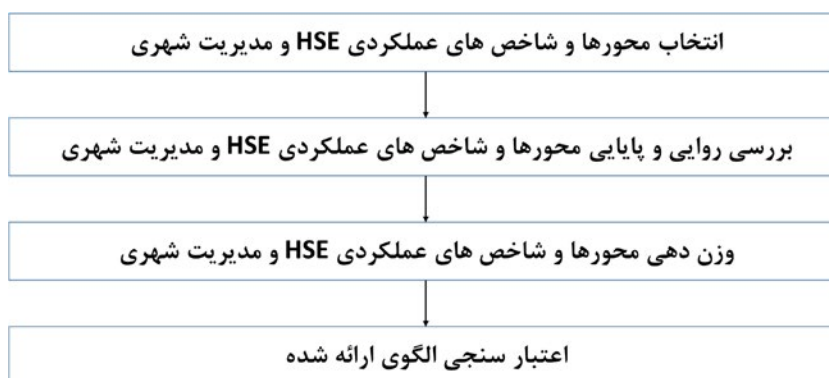 انتخاب محورها و شاخص های عملکردی HSE و مدیریت شهری
بررسی روایی و پایایی محورها و شاخص های عملکردی HSE و مدیریت شهری
وزن دهی محورها و شاخص های عملکردی HSE و مدیریت شهری
اعتبار سنجی الگوی ارائه شده